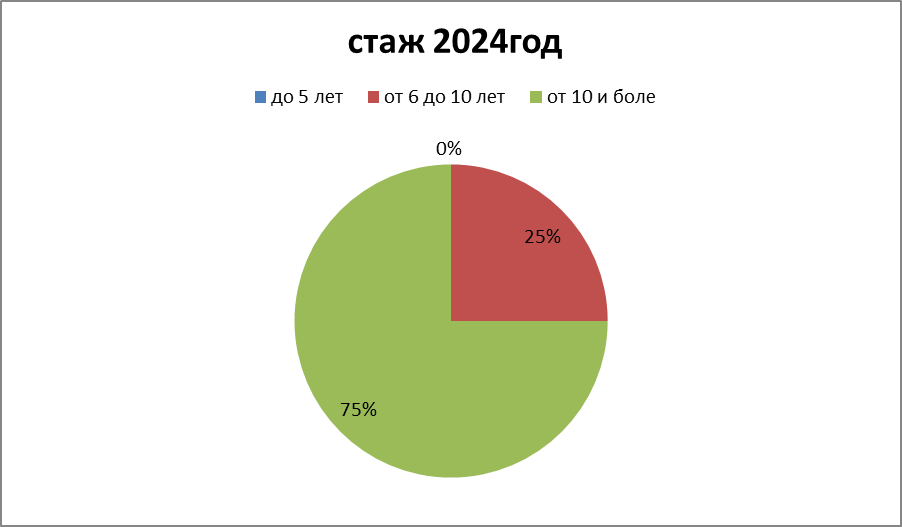 стаж 2024год
до 5 лет от 6 до 10 лет от 10 и боле
0%
25%
75%